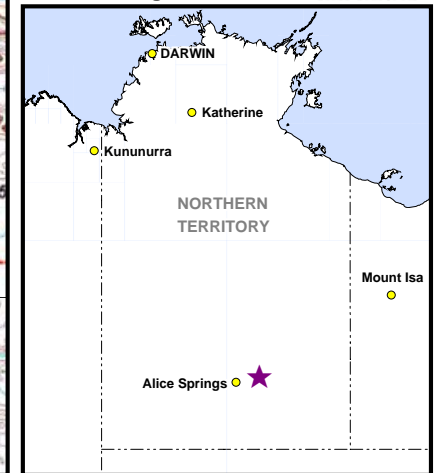 DARWIN
Katherine
Kununurra
NORTHERN
TERRITORY
Mount Isa
Alice Springs